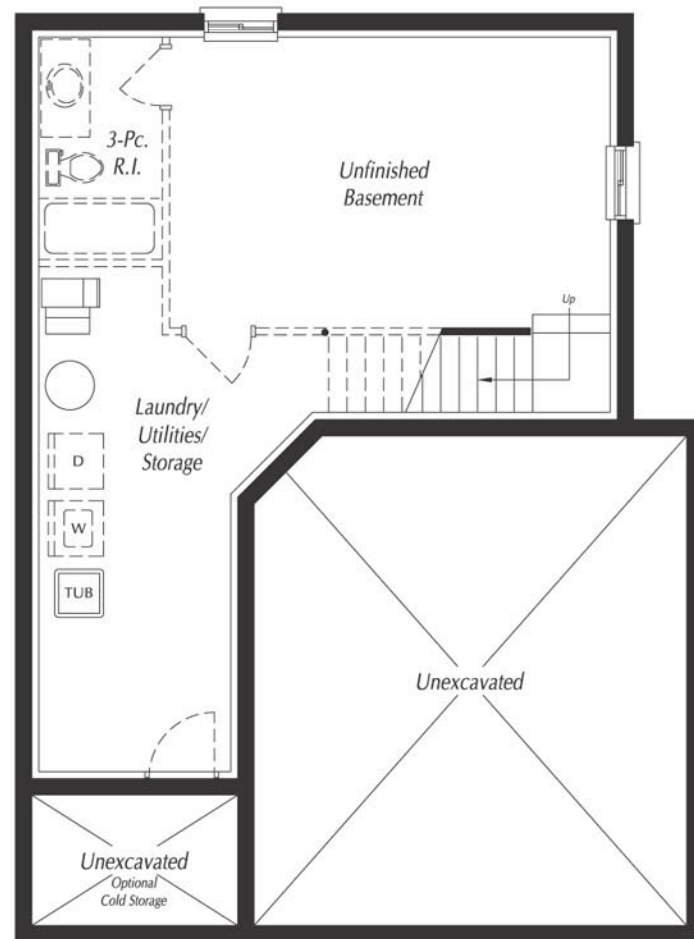 3-Pc.
R.I.
Unfinished
Basement
Up
Laundry/
Utilities/
Storage
D
W
TUB
Unexcavated
Unexcavated
Optional
Cold Storage